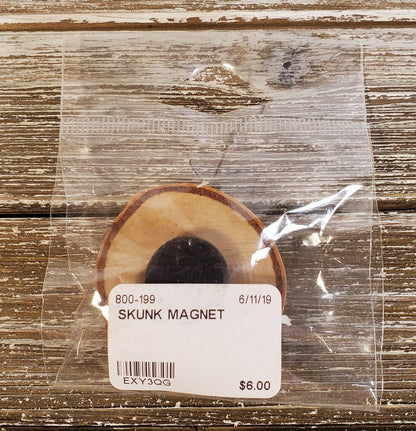 800-199 6/11/19
SKUNK MAGNET
EXY3QG $6.00